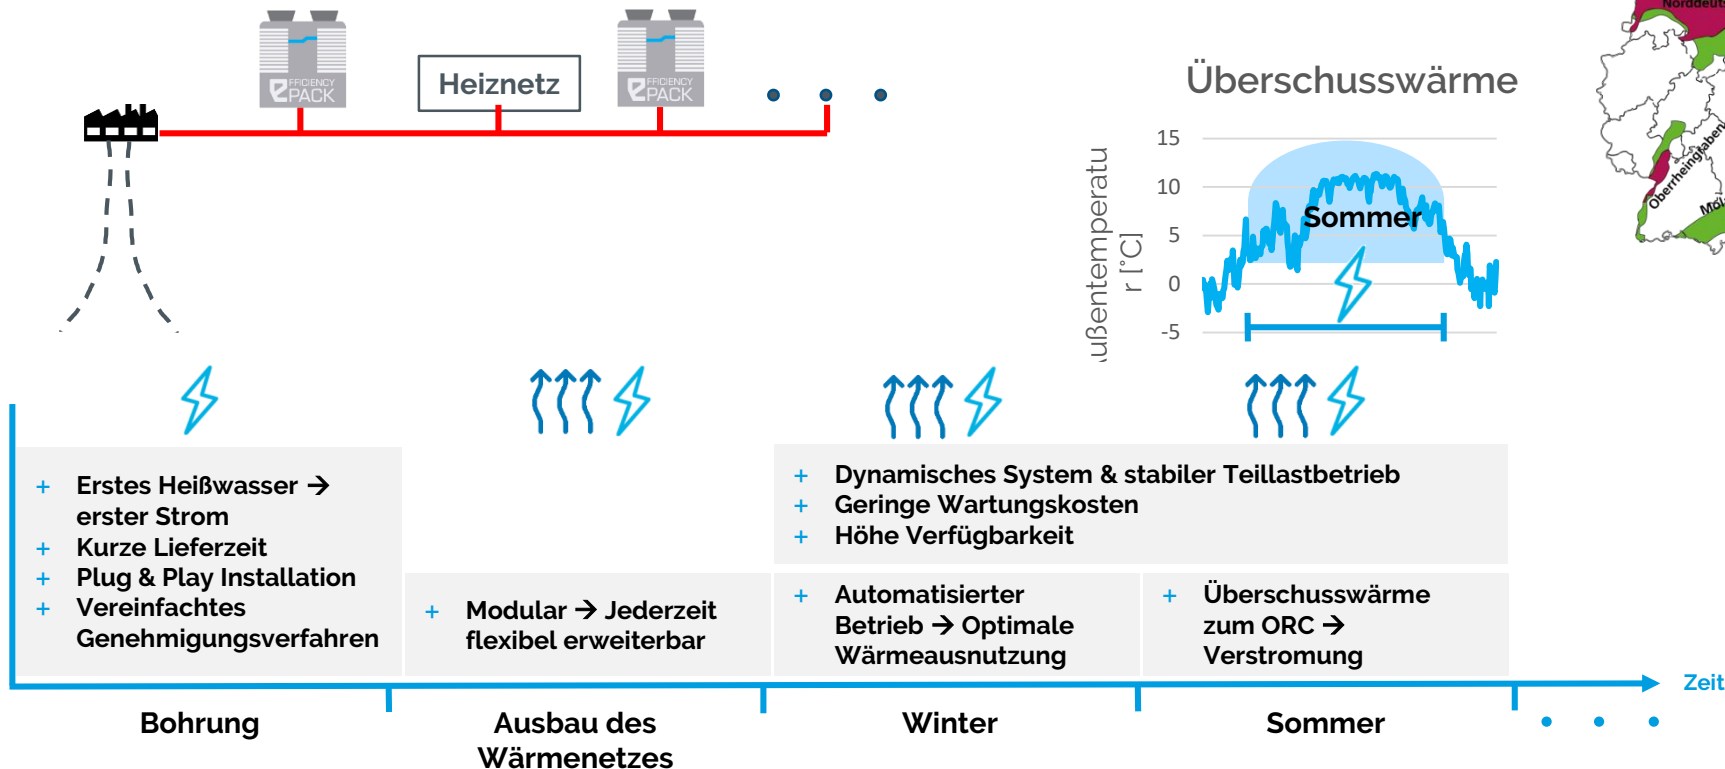 EFFICIENCY
PACK
Heiznetz
EFFICIENCY
PACK
Überschusswärme
ußentemperatu
r [°C]
15
10
5
0
-5
Sommer
Oberrheingraben
+ Erstes Heißwasser →
erster Strom
+ Kurze Lieferzeit
+ Plug & Play Installation
+ Vereinfachtes
Genehmigungsverfahren
+ Modular → Jederzeit
flexibel erweiterbar
+ Dynamisches System & stabiler Teillastbetrieb
+ Geringe Wartungskosten
+ Höhe Verfügbarkeit
+ Automatisierter
Betrieb → Optimale
Wärmeausnutzung
+ Überschusswärme
zum ORC →
Verstromung
Zeit
Bohrung
Ausbau des
Wärmenetzes
Winter
Sommer